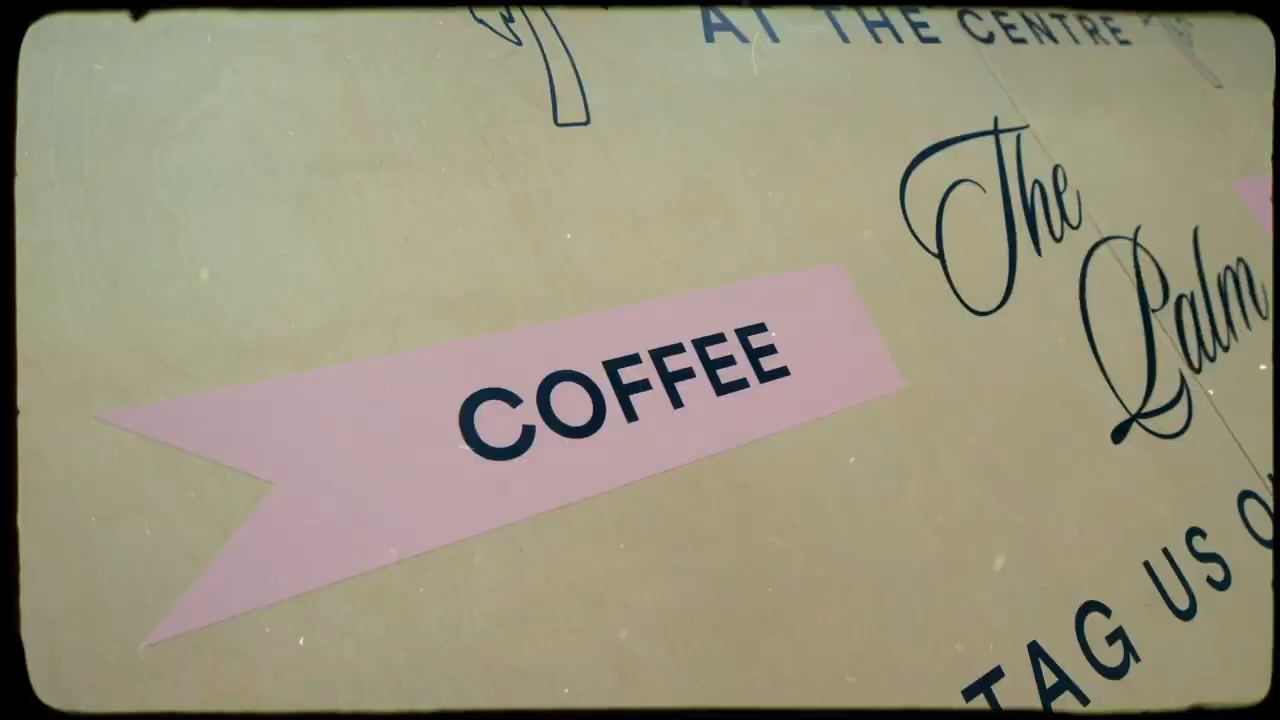 AT THE CENTRE
The
Palm
COFFEE
TAG US